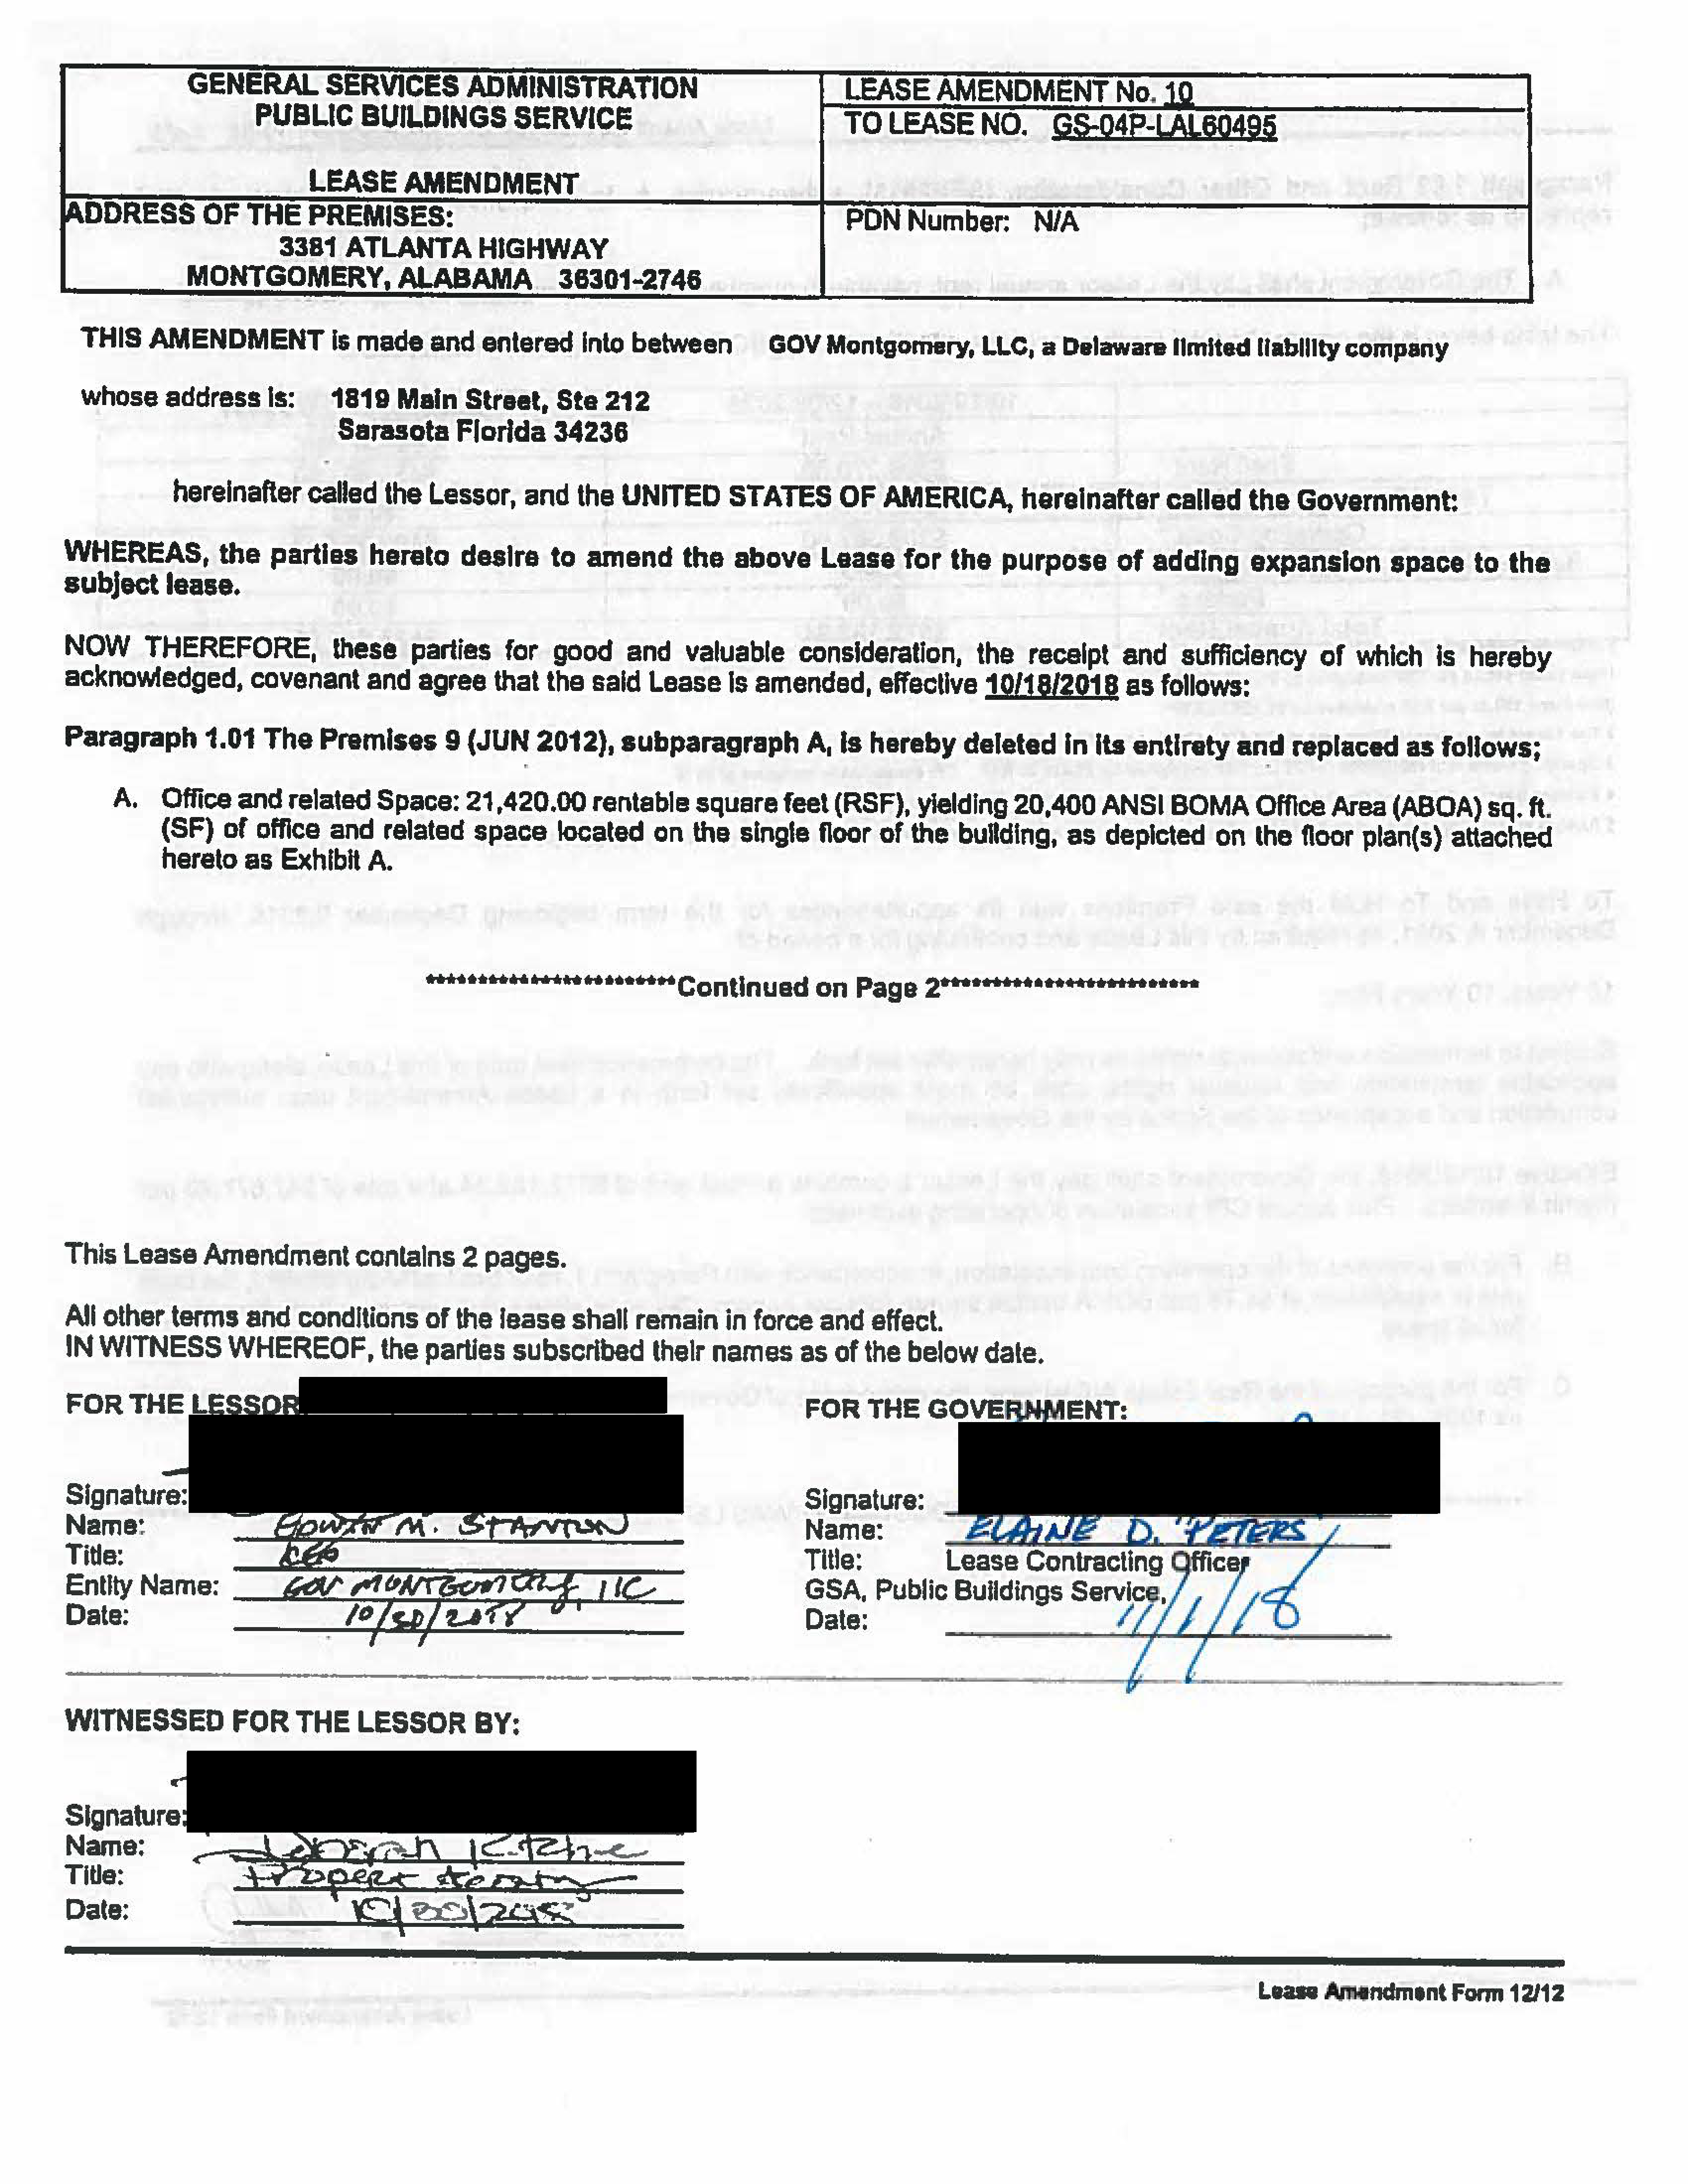 GENERAL SERVICES ADMINISTRATION
PUBLIC BUILDINGS SERVICE
LEASE AMENDMENT
LEASE AMENDMENT No. 10
TO LEASE NO. GS-04P-LAL60495
ADDRESS OF THE PREMISES:
3381 ATLANTA HIGHWAY
MONTGOMERY, ALABAMA 36301-2746
PDN Number: N/A
THIS AMENDMENT is made and entered into between GOV Montgomery, LLC, a Delaware limited liability company
whose address is: 1819 Main Street, Ste 212
Sarasota Florida 34236
hereinafter called the Lessor, and the UNITED STATES OF AMERICA, hereinafter called the Government:
WHEREAS, the parties hereto desire to amend the above Lease for the purpose of adding expansion space to the
subject lease.
NOW THEREFORE, these parties for good and valuable consideration, the receipt and sufficiency of which is hereby
acknowledged, covenant and agree that the said Lease is amended, effective 10/18/2018 as follows:
Paragraph 1.01 The Premises 9 (JUN 2012), subparagraph A, is hereby deleted in its entirety and replaced as follows;
A. Office and related Space: 21,420.00 rentable square feet (RSF), yielding 20,400 ANSI BOMA Office Area (ABOA) sq. ft.
(SF) of office and related space located on the single floor of the building, as depicted on the floor plan(s) attached
hereto as Exhibit A.
*************************Continued on Page 2**************************
This Lease Amendment contains 2 pages.
All other terms and conditions of the lease shall remain in force and effect.
IN WITNESS WHEREOF, the parties subscribed their names as of the below date.
FOR THE LESSOR
Signature:
Name: EDWIN M. STANTON
Title: CEO
Entity Name: GOV MONTGOMERY, LLC
Date: 10/30/2018
FOR THE GOVERNMENT:
Signature:
Name: ELAINE D. PETERS
Title: Lease Contracting Officer
GSA, Public Buildings Service,
Date: 11/1/18
WITNESSED FOR THE LESSOR BY:
Signature:
Name:
Title:
Date: 10/30/2018
Lease Amendment Form 12/12